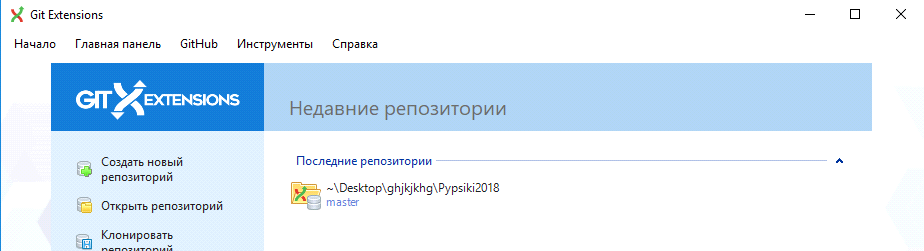 Git Extensions
Начало Главная панель GitHub Инструменты Справка
GIT EXTENSIONS
Недавние репозитории
Последние репозитории
Создать новый
репозиторий
~\Desktop\ghjkjkhg\Pypsiki2018
master
Открыть репозиторий
Клонировать
репозиторий